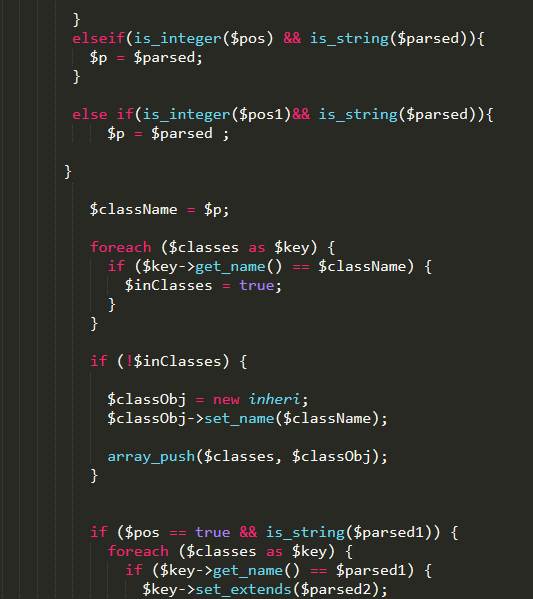 }
elseif(is_integer($pos) && is_string($parsed)){
$p = $parsed;
}
else if(is_integer($pos1)&& is_string($parsed)){
$p = $parsed ;
}
$className = $p;
foreach ($classes as $key) {
if ($key->get_name() == $className) {
$inClasses = true;
}
}
if (!$inClasses) {
$classObj = new inheri;
$classObj->set_name($className);
array_push($classes, $classObj);
}
if ($pos == true && is_string($parsed1)) {
foreach ($classes as $key) {
if ($key->get_name() == $parsed1) {
$key->set_extends($parsed2);